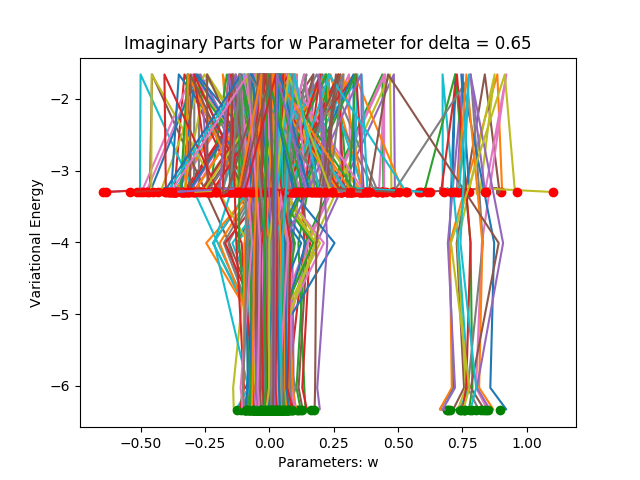 Imaginary Parts for w Parameter for delta = 0.65
Variational Energy
−2
−3
−4
−5
−6
−0.50 −0.25 0.00 0.25 0.50 0.75 1.00
Parameters: w